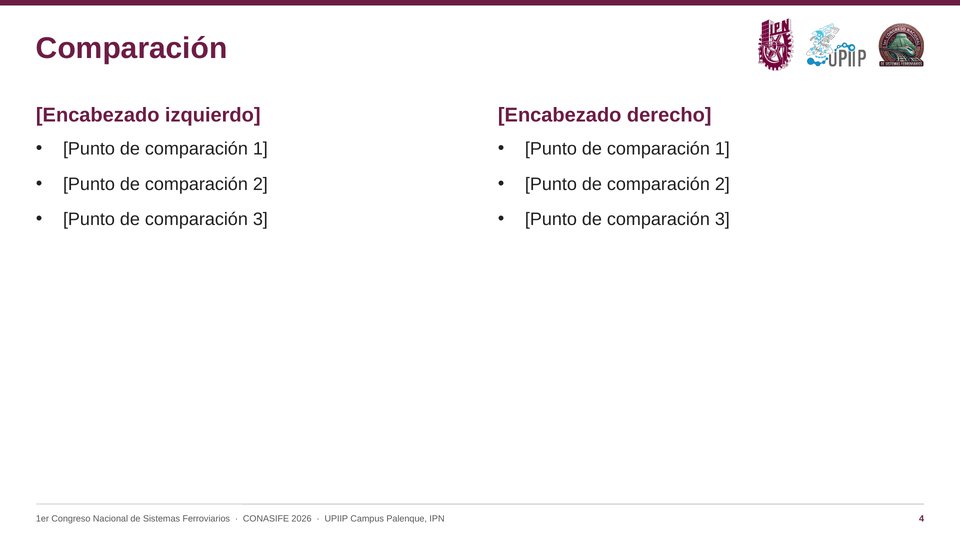 Comparación
IPN
UPIIP
[Encabezado izquierdo]
• [Punto de comparación 1]
• [Punto de comparación 2]
• [Punto de comparación 3]
[Encabezado derecho]
• [Punto de comparación 1]
• [Punto de comparación 2]
• [Punto de comparación 3]
1er Congreso Nacional de Sistemas Ferroviarios · CONASIFE 2026 · UPIIP Campus Palenque, IPN
4